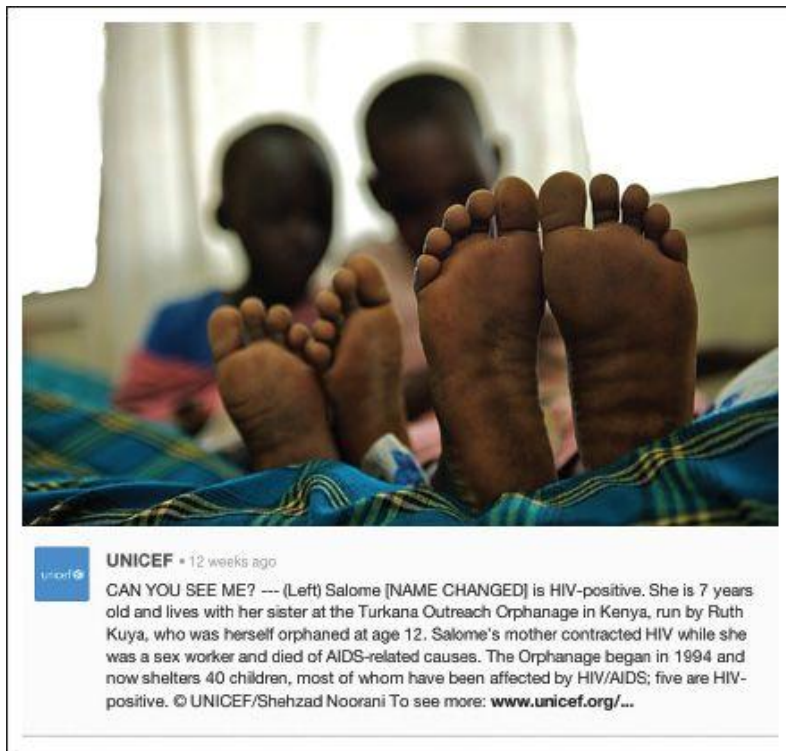 unicef
UNICEF • 12 weeks ago
CAN YOU SEE ME? --- (Left) Salome [NAME CHANGED] is HIV-positive. She is 7 years
old and lives with her sister at the Turkana Outreach Orphanage in Kenya, run by Ruth
Kuya, who was herself orphaned at age 12. Salome's mother contracted HIV while she
was a sex worker and died of AIDS-related causes. The Orphanage began in 1994 and
now shelters 40 children, most of whom have been affected by HIV/AIDS; five are HIV-
positive. © UNICEF/Shehzad Noorani To see more: www.unicef.org/...